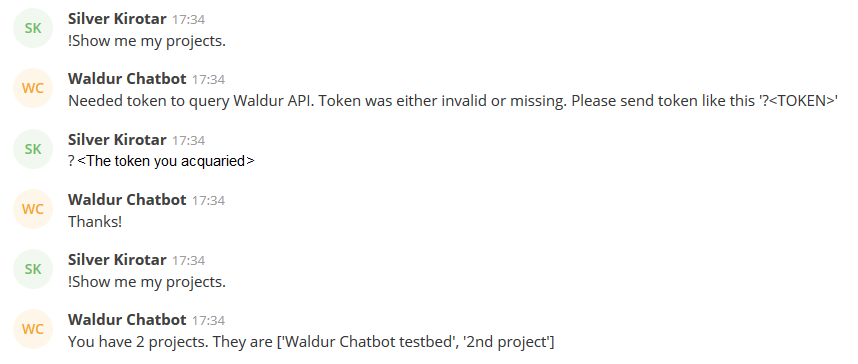 SK
Silver Kirotar 17:34
!Show me my projects.
WC
Waldur Chatbot 17:34
Needed token to query Waldur API. Token was either invalid or missing. Please send token like this '?<TOKEN>'
SK
Silver Kirotar 17:34
? <The token you acquaried>
WC
Waldur Chatbot 17:34
Thanks!
SK
Silver Kirotar 17:34
!Show me my projects.
WC
Waldur Chatbot 17:34
You have 2 projects. They are ['Waldur Chatbot testbed', '2nd project']